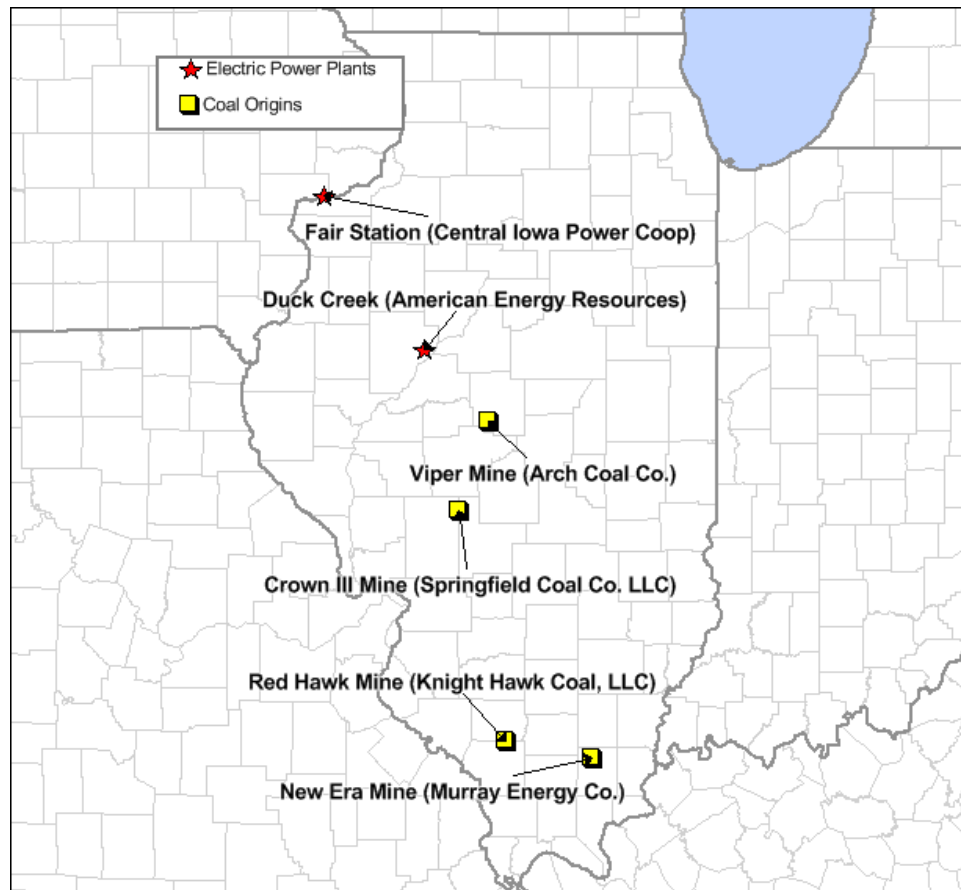 Electric Power Plants
Coal Origins
Fair Station (Central Iowa Power Coop)
Duck Creek (American Energy Resources)
Viper Mine (Arch Coal Co.)
Crown III Mine (Springfield Coal Co. LLC)
Red Hawk Mine (Knight Hawk Coal, LLC)
New Era Mine (Murray Energy Co.)